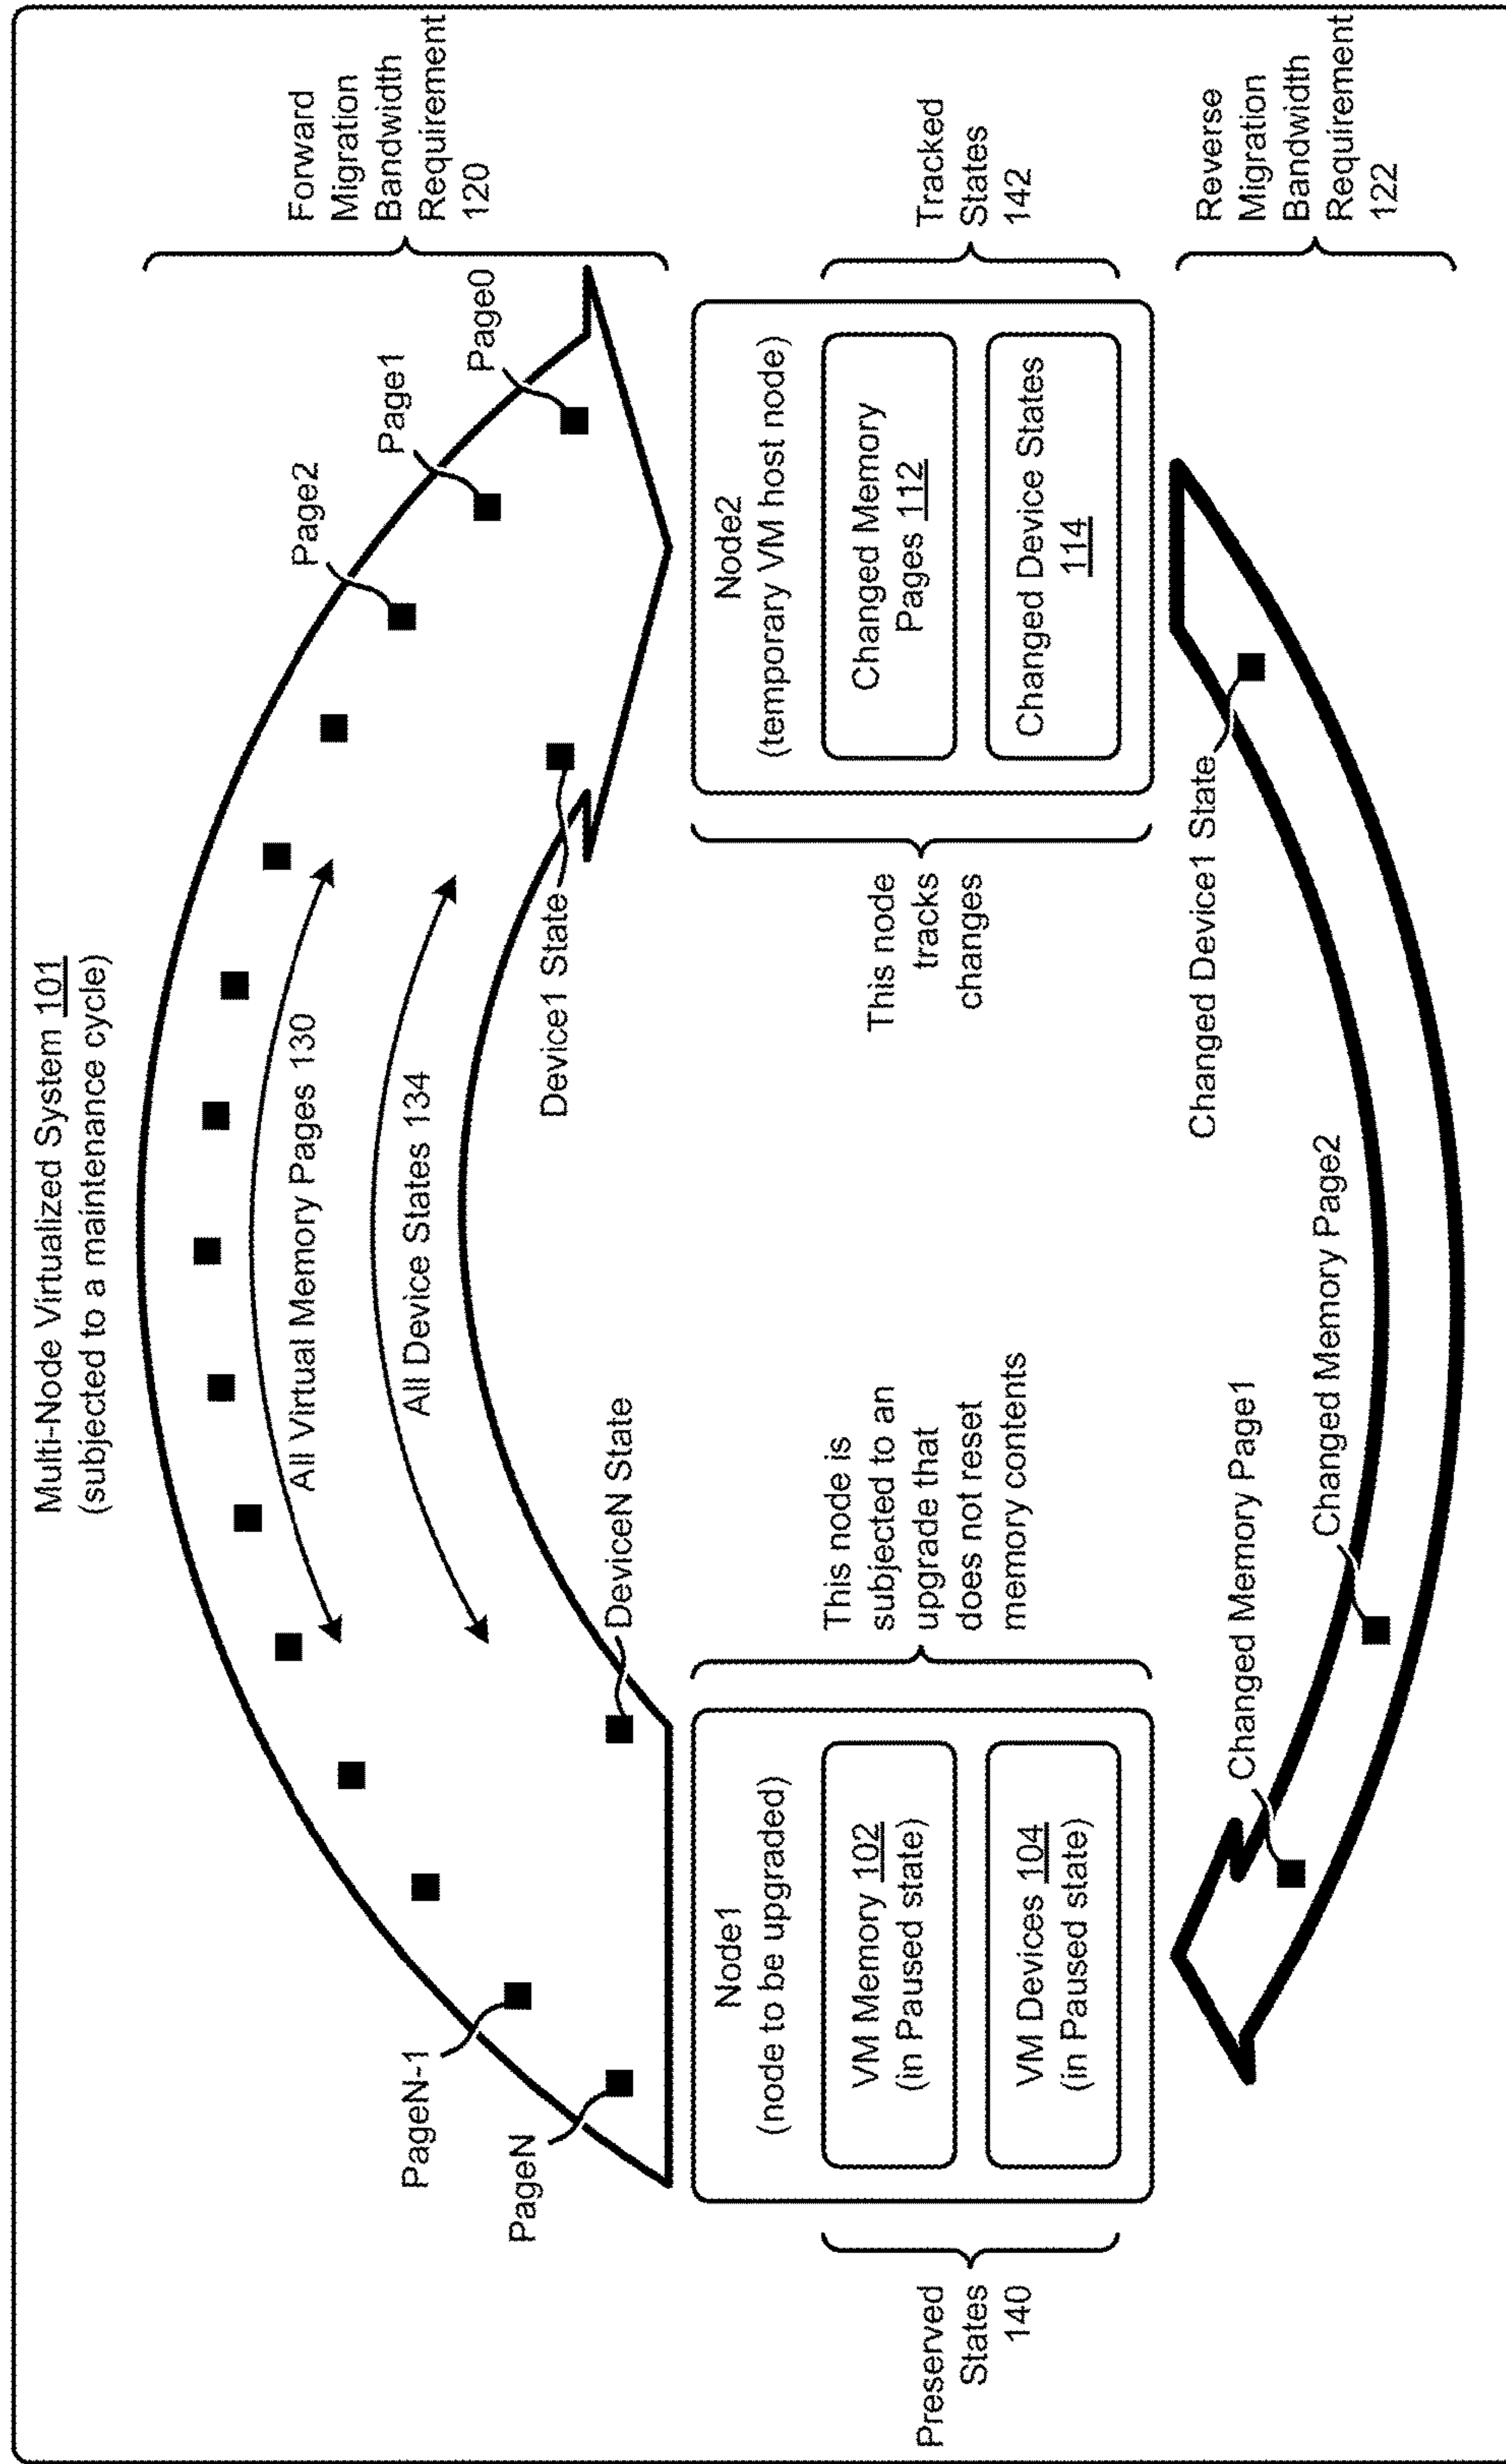 Multi-Node Virtualized System 101
(subjected to a maintenance cycle)
Forward
Migration
Bandwidth
Requirement
120
Page2
Page1
Page0
PageN-1
PageN
All Virtual Memory Pages 130
All Device States 134
DeviceN State
Device1 State
Preserved
States
140
Node1
(node to be upgraded)
VM Memory 102
(in Paused state)
VM Devices 104
(in Paused state)
This node is
subjected to an
upgrade that
does not reset
memory contents
This node
tracks
changes
Node2
(temporary VM host node)
Changed Memory
Pages 112
Changed Device States
114
Tracked
States
142
Changed Memory Page1
Changed Memory Page2
Changed Device1 State
Reverse
Migration
Bandwidth
Requirement
122